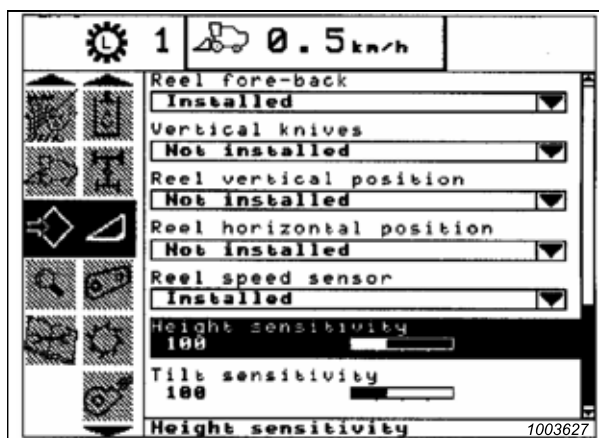 L 1 0.5km/h
Reel fore-back
Installed
Vertical knives
Not installed
Reel vertical position
Not installed
Reel horizontal position
Not installed
Reel speed sensor
Installed
Height sensitivity
100
Tilt sensitivity
100
Height sensitivity
1003627